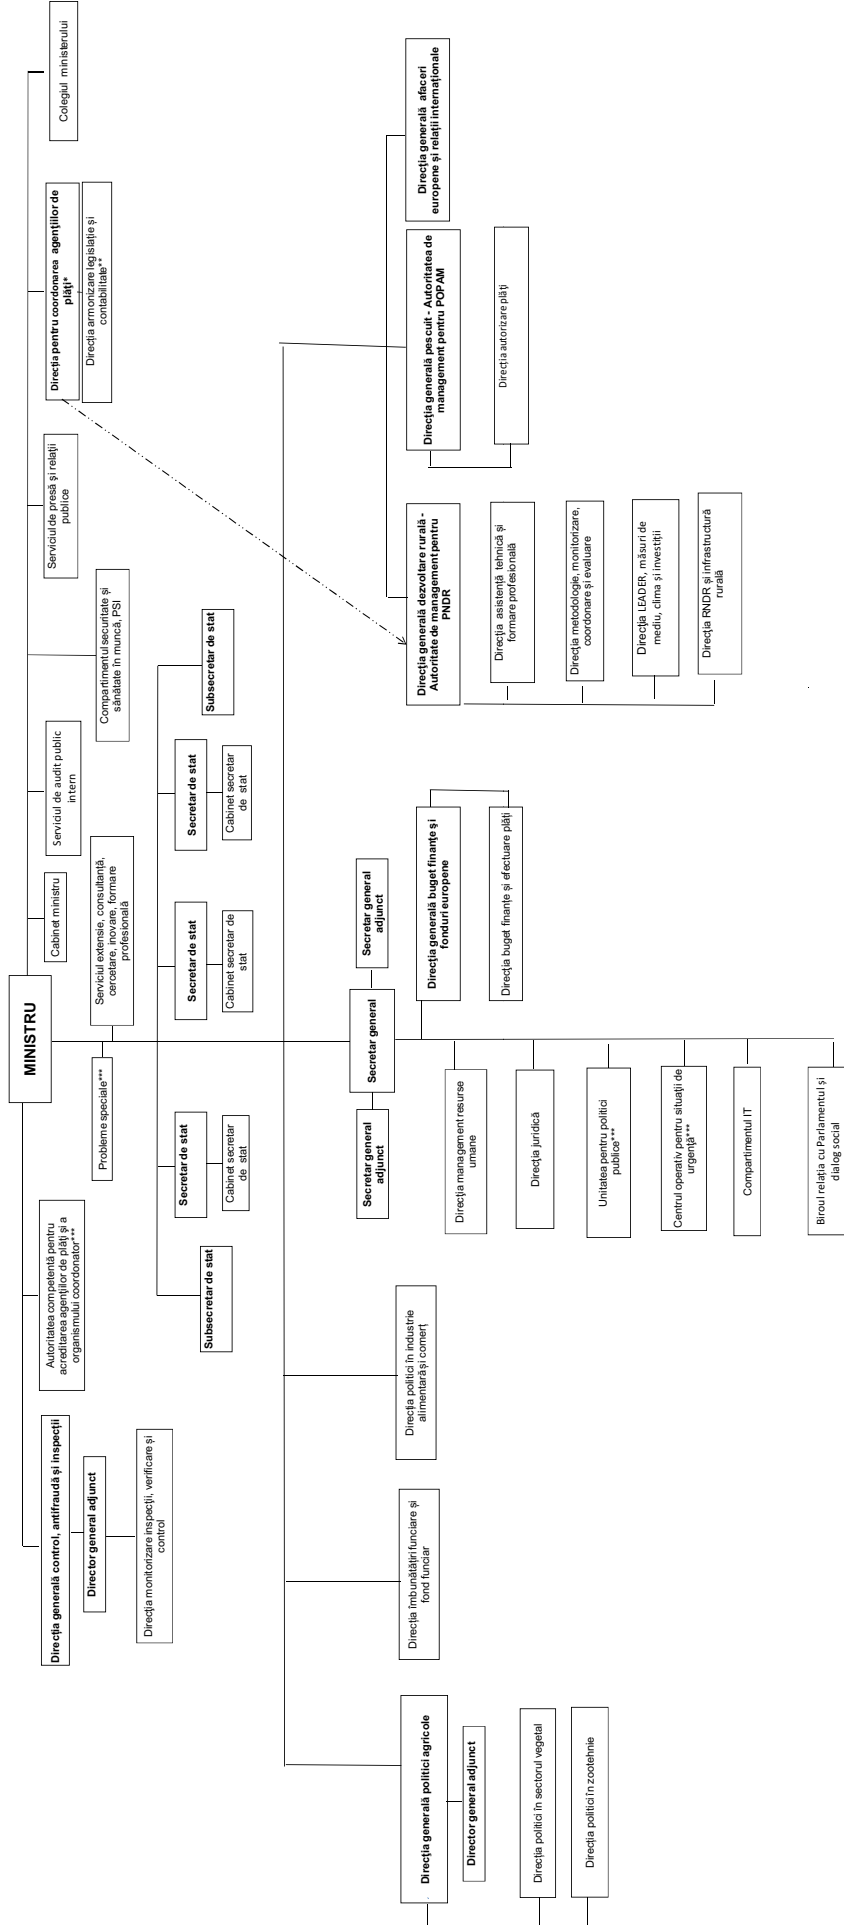 MINISTRU
Direcția generală control, antifraudă și inspecții
Director general adjunct
Direcția monitorizare inspecții, verificare și
control
Autoritatea competentă pentru
acreditarea agențiilor de plăți și a
organismului coordonator***
Probleme speciale***
Serviciul extensie, consultanță,
cercetare, inovare, formare
profesională
Cabinet ministru
Serviciul de audit public
intern
Compartimentul securitate și
sănătate în muncă, PSI
Serviciul de presă și relații
publice
Direcția pentru coordonarea agențiilor de
plăți*
Direcția armonizare legislație și
contabilitate**
Colegiul ministerului
Subsecretar de stat
Secretar de stat
Cabinet secretar
de stat
Secretar de stat
Cabinet secretar de
stat
Secretar de stat
Cabinet secretar
de stat
Subsecretar de stat
Secretar general
adjunct
Secretar general
Secretar general
adjunct
Direcția generală politici agricole
Director general adjunct
Direcția politici în sectorul vegetal
Direcția politici în zootehnie
Direcția îmbunătățiri funciare și
fond funciar
Direcția politici în industrie
alimentară și comerț
Direcția management resurse
umane
Direcția juridică
Unitatea pentru politici
publice***
Centrul operativ pentru situații de
urgență***
Compartimentul IT
Biroul relația cu Parlamentul și
dialog social
Direcția generală buget finanțe și
fonduri europene
Direcția buget finanțe și efectuare plăți
Direcția generală dezvoltare rurală -
Autoritate de management pentru
PNDR
Direcția asistență tehnică și
formare profesională
Direcția metodologie, monitorizare,
coordonare și evaluare
Direcția LEADER, măsuri de
mediu, clima și investiții
Direcția RNDR și infrastructură
rurală
Direcția generală pescuit - Autoritatea de
management pentru POPAM
Direcția autorizare plăți
Direcția generală afaceri
europene și relații internaționale